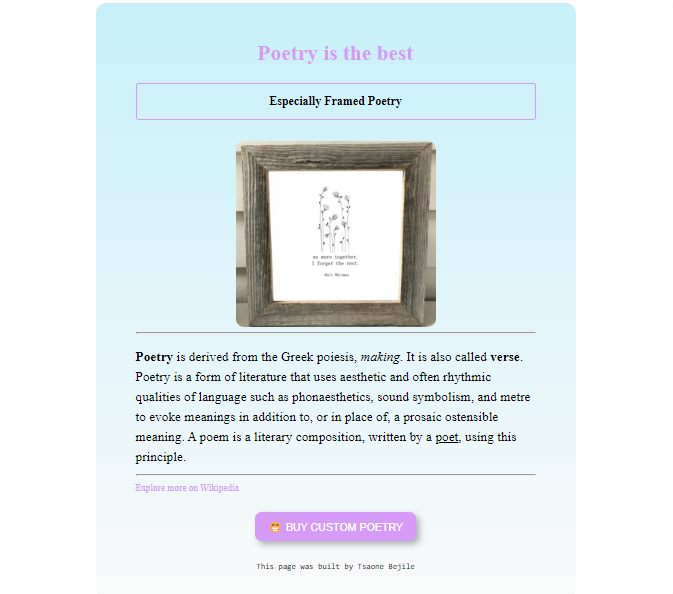 Poetry is the best
Especially Framed Poetry
we were together.
I forget the rest.
-Walt Whitman
Poetry is derived from the Greek poiesis, making. It is also called verse.
Poetry is a form of literature that uses aesthetic and often rhythmic
qualities of language such as phonaesthetics, sound symbolism, and metre
to evoke meanings in addition to, or in place of, a prosaic ostensible
meaning. A poem is a literary composition, written by a poet, using this
principle.
Explore more on Wikipedia
BUY CUSTOM POETRY
This page was built by Tsaone Bejile